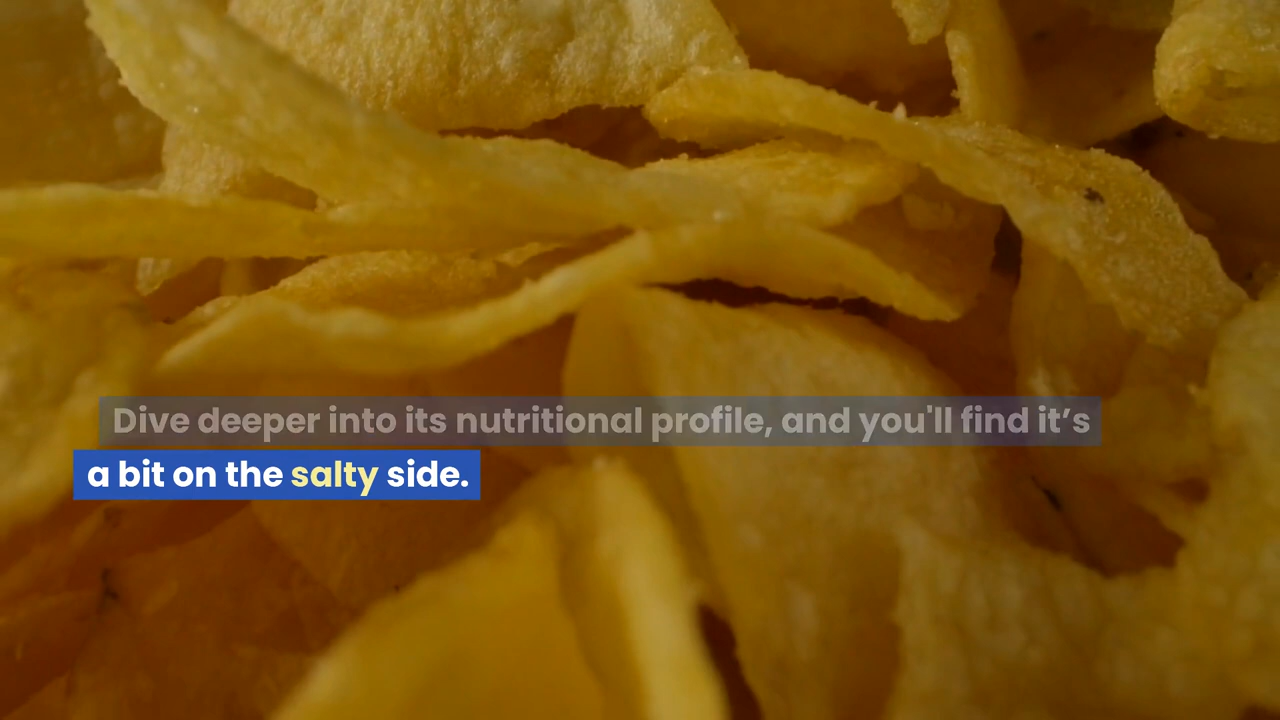 Dive deeper into its nutritional profile, and you'll find it’s
a bit on the salty side.